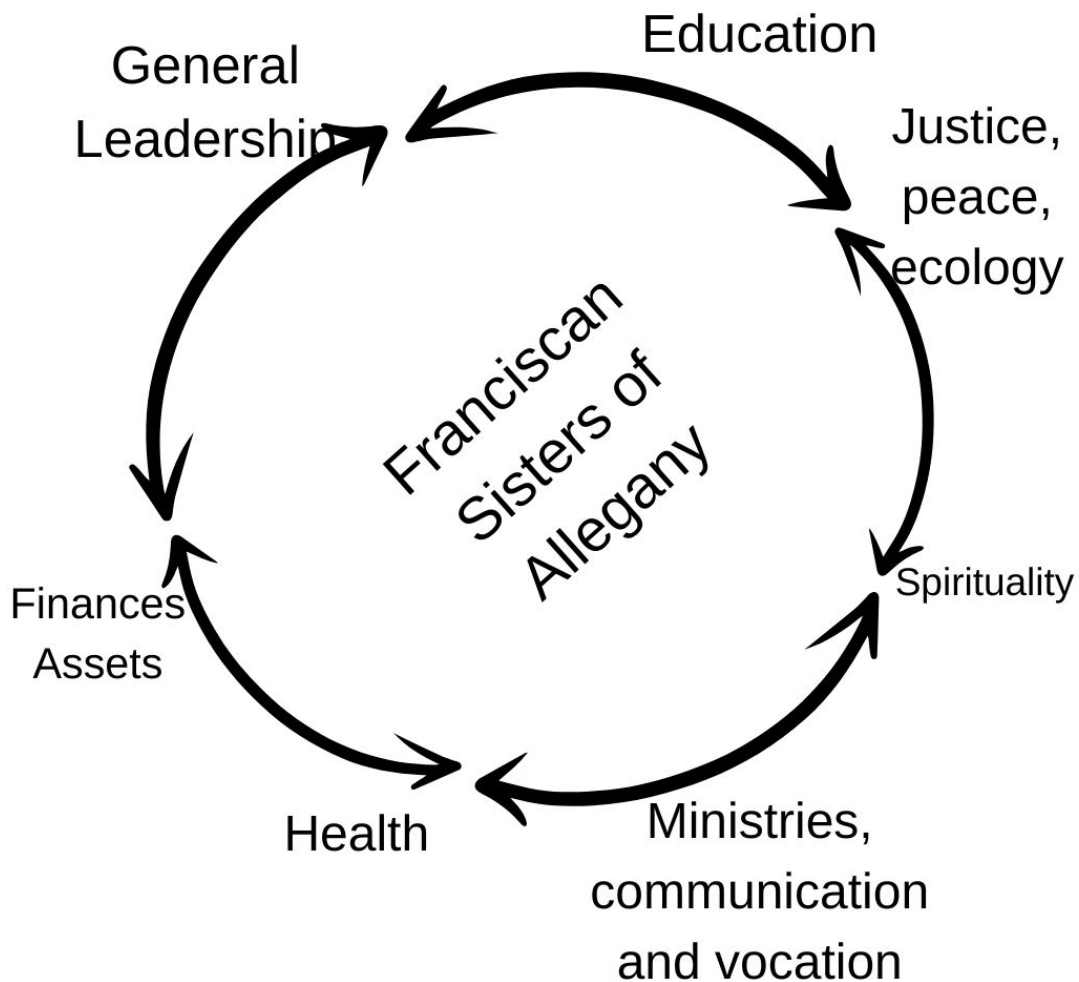 General
Leadership
Education
Justice,
peace,
ecology
Franciscan
Sisters of
Allegany
Spirituality
Finances
Assets
Health
Ministries,
communication
and vocation